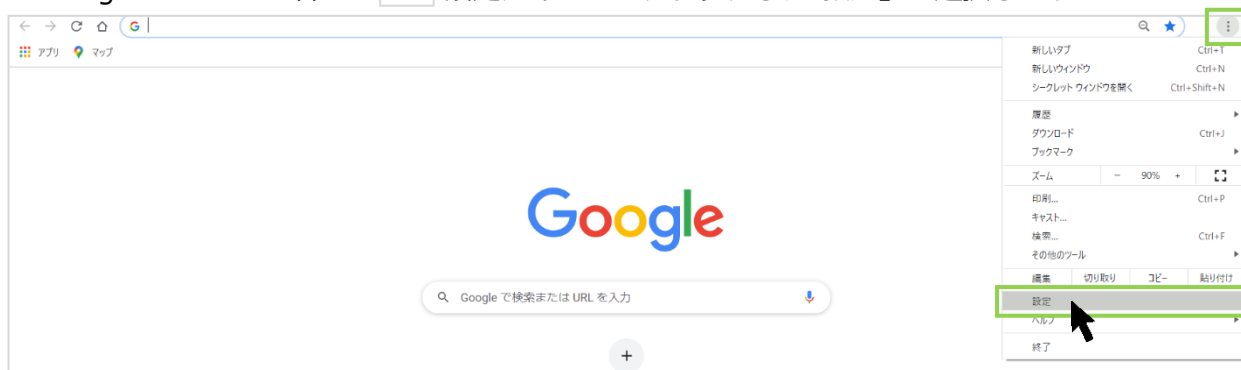 アプリ マップ
新しいタブ Ctrl+T
新しいウィンドウ Ctrl+N
シークレット ウィンドウを開く Ctrl+Shift+N
履歴
ダウンロード Ctrl+J
ブックマーク
ズーム － 90% +
印刷... Ctrl+P
キャスト...
検索... Ctrl+F
その他のツール
編集 切り取り コピー 貼り付け
設定
ヘルプ
終了
Google
Google で検索または URL を入力